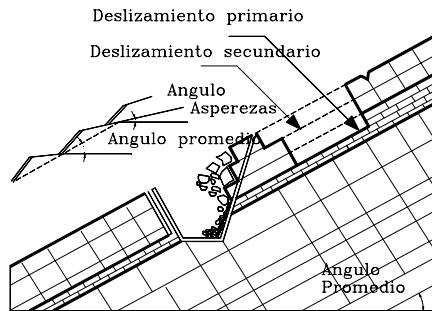 Deslizamiento primario
Deslizamiento secundario
Angulo
Asperezas
Angulo promedio
Angulo
Promedio